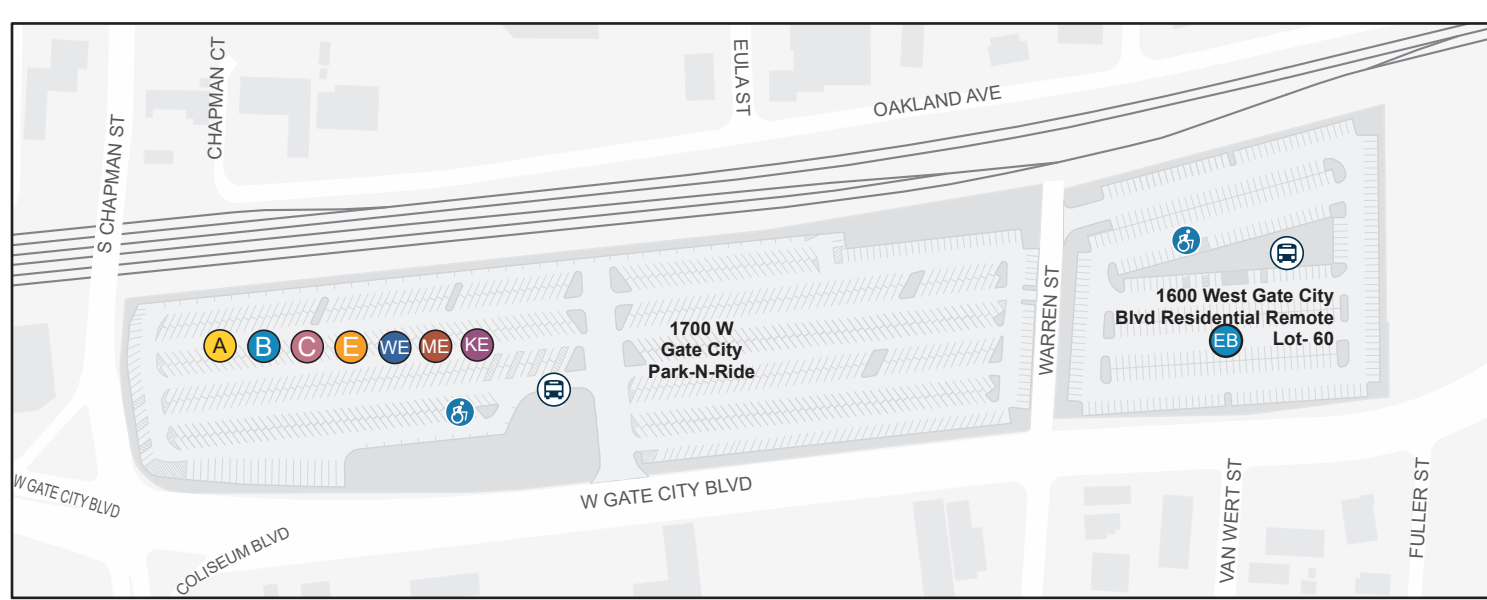 S CHAPMAN ST
CHAPMAN CT
EULA ST
OAKLAND AVE
A B C E WE ME KE
1700 W
Gate City
Park-N-Ride
WARREN ST
1600 West Gate City
Blvd Residential Remote
EB Lot- 60
W GATE CITY BLVD
COLISEUM BLVD
W GATE CITY BLVD
VAN WERT ST
FULLER ST